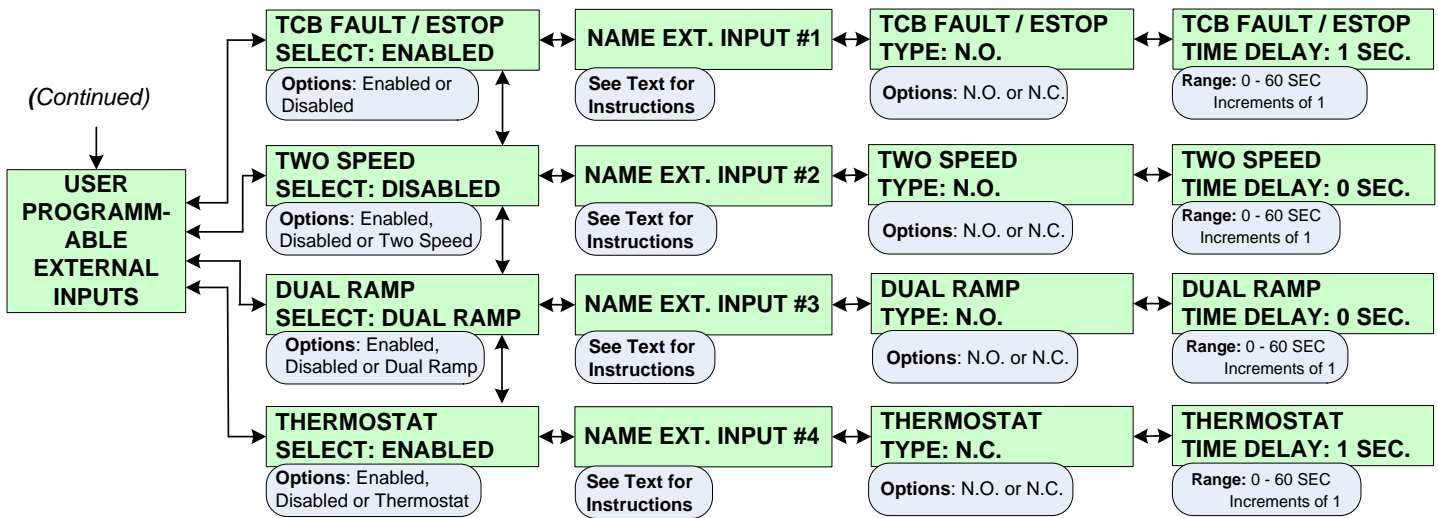 (Continued)
USER
PROGRAMM-
ABLE
EXTERNAL
INPUTS
TCB FAULT / ESTOP
SELECT: ENABLED
Options: Enabled or
Disabled
NAME EXT. INPUT #1
See Text for
Instructions
TCB FAULT / ESTOP
TYPE: N.O.
Options: N.O. or N.C.
TCB FAULT / ESTOP
TIME DELAY: 1 SEC.
Range: 0 - 60 SEC
Increments of 1
TWO SPEED
SELECT: DISABLED
Options: Enabled,
Disabled or Two Speed
NAME EXT. INPUT #2
See Text for
Instructions
TWO SPEED
TYPE: N.O.
Options: N.O. or N.C.
TWO SPEED
TIME DELAY: 0 SEC.
Range: 0 - 60 SEC
Increments of 1
DUAL RAMP
SELECT: DUAL RAMP
Options: Enabled,
Disabled or Dual Ramp
NAME EXT. INPUT #3
See Text for
Instructions
DUAL RAMP
TYPE: N.O.
Options: N.O. or N.C.
DUAL RAMP
TIME DELAY: 0 SEC.
Range: 0 - 60 SEC
Increments of 1
THERMOSTAT
SELECT: ENABLED
Options: Enabled,
Disabled or Thermostat
NAME EXT. INPUT #4
See Text for
Instructions
THERMOSTAT
TYPE: N.C.
Options: N.O. or N.C.
THERMOSTAT
TIME DELAY: 1 SEC.
Range: 0 - 60 SEC
Increments of 1